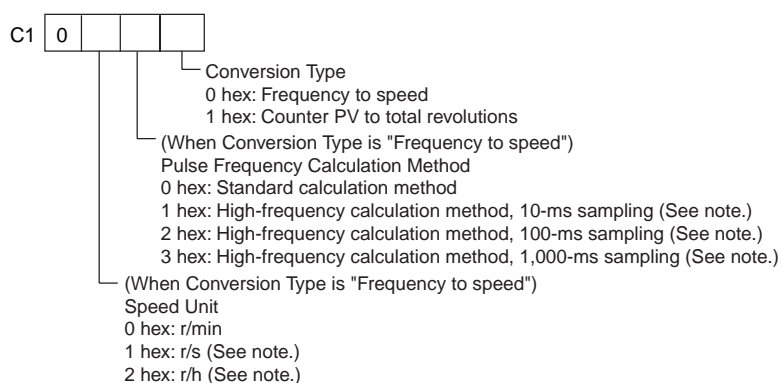 C1 0
Conversion Type
0 hex: Frequency to speed
1 hex: Counter PV to total revolutions
(When Conversion Type is "Frequency to speed")
Pulse Frequency Calculation Method
0 hex: Standard calculation method
1 hex: High-frequency calculation method, 10-ms sampling (See note.)
2 hex: High-frequency calculation method, 100-ms sampling (See note.)
3 hex: High-frequency calculation method, 1,000-ms sampling (See note.)
(When Conversion Type is "Frequency to speed")
Speed Unit
0 hex: r/min
1 hex: r/s (See note.)
2 hex: r/h (See note.)